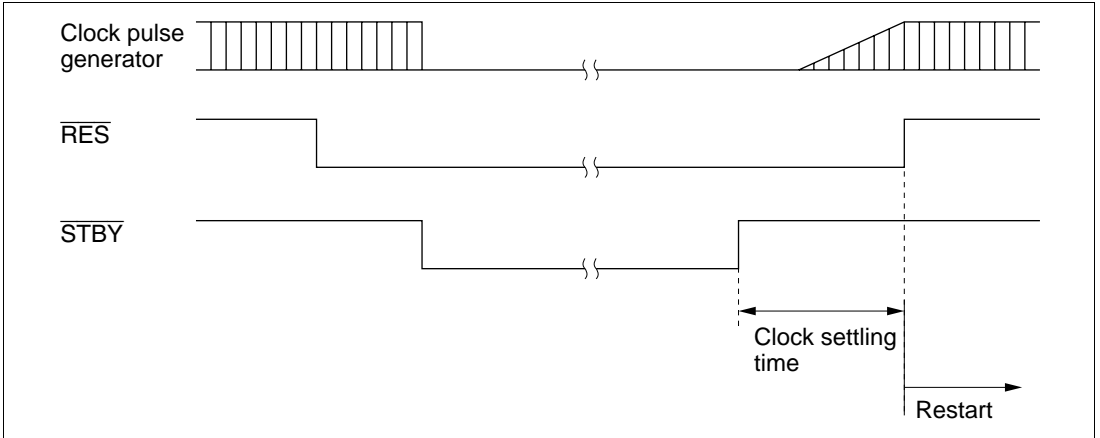 Clock pulse
generator
RES
STBY
Clock settling
time
Restart